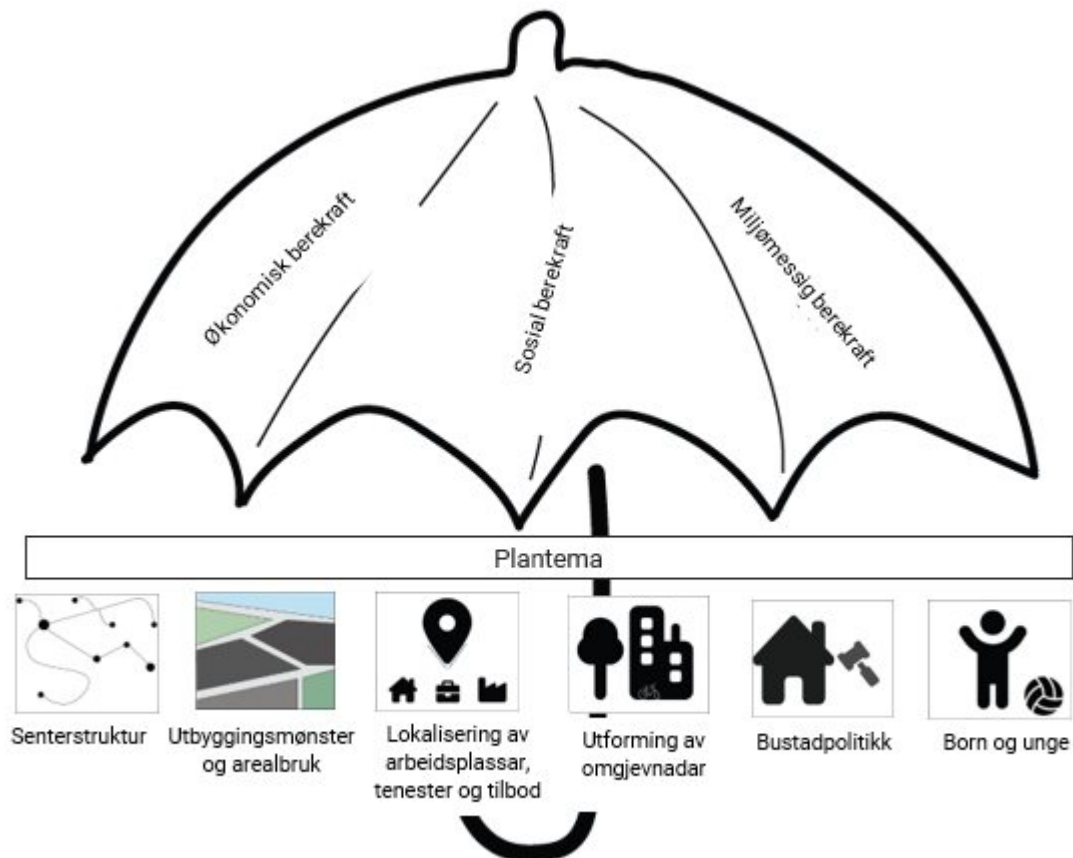 Økonomisk berekraft
Sosial berekraft
Miljømessig berekraft
Plantema
Senterstruktur
Utbyggingsmønster
og arealbruk
Lokalisering av
arbeidsplassar,
tenester og tilbod
Utforming av
omgjevnadar
Bustadpolitikk
Born og unge